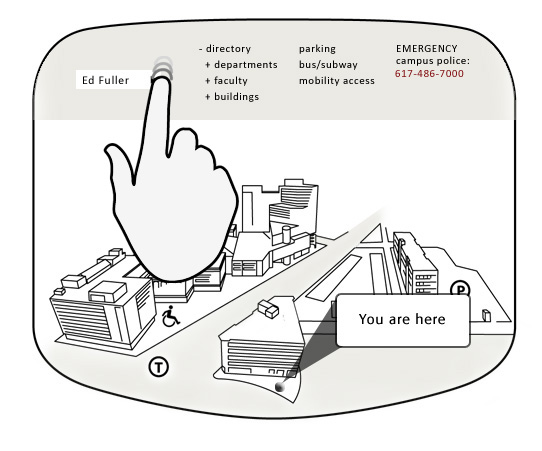 Ed Fuller
- directory
+ departments
+ faculty
+ buildings
parking
bus/subway
mobility access
EMERGENCY
campus police:
617-486-7000
P
You are here
T